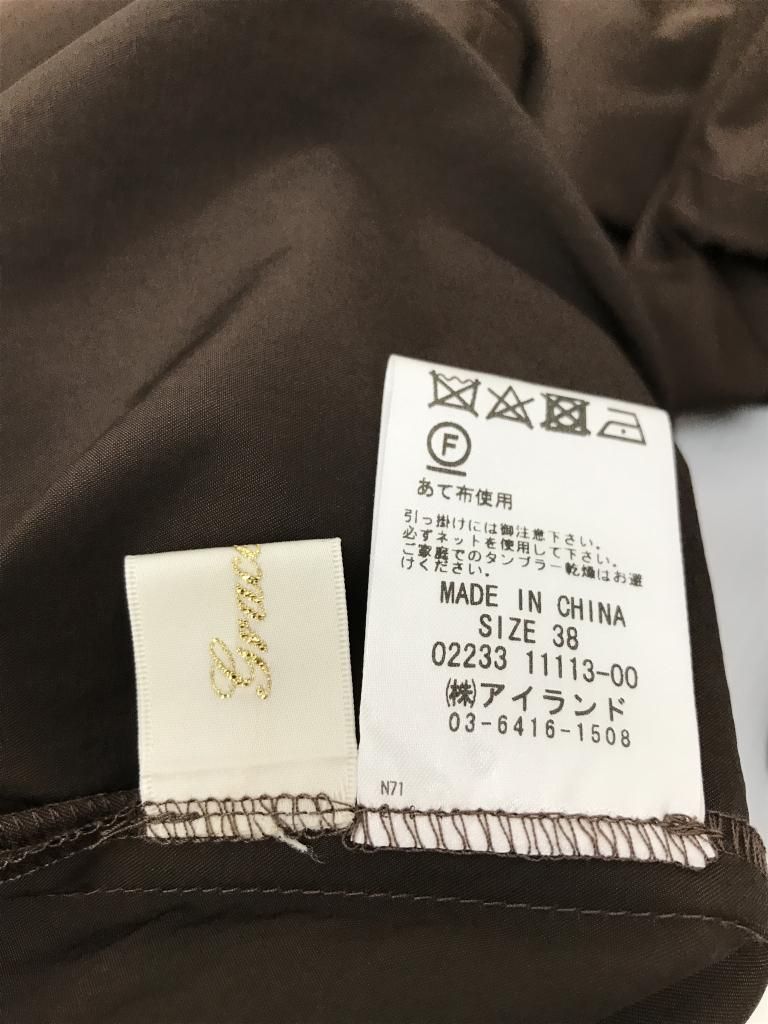 Grace
F
あて布使用
引っ掛けには御注意下さい。
必ずネットを使用して下さい。
ご家庭でのタンブラー乾燥はお避
けください。
MADE IN CHINA
SIZE 38
02233 11113-00
㈱アイランド
03-6416-1508
N71